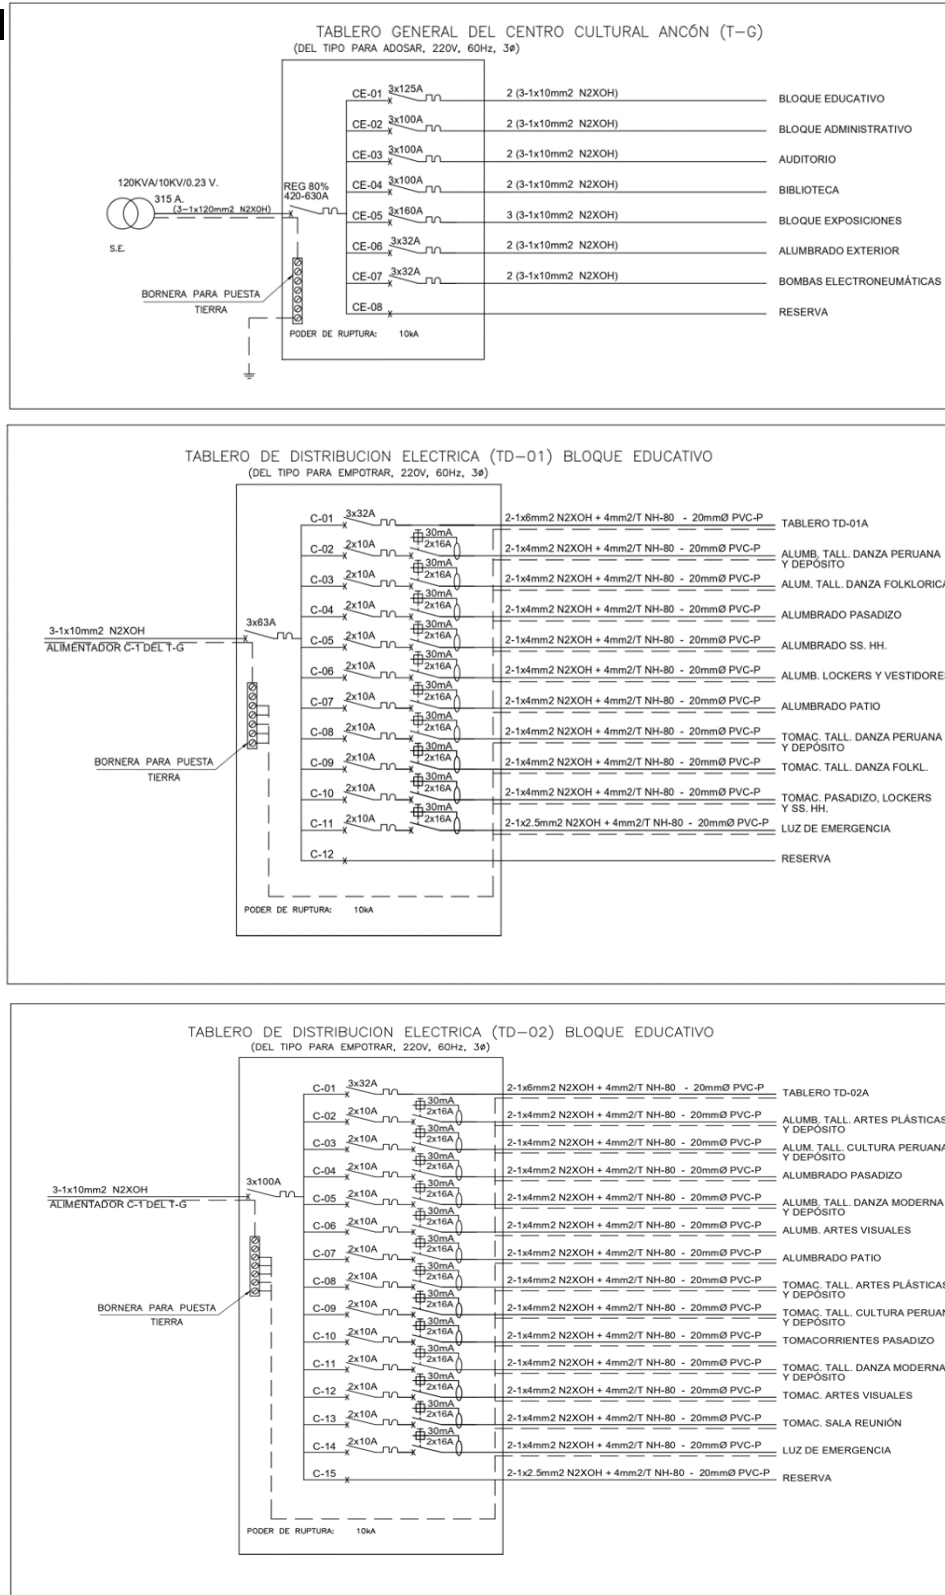 TABLERO GENERAL DEL CENTRO CULTURAL ANCÓN (T-G)
(DEL TIPO PARA ADOSAR, 220V, 60Hz, 3ø)
CE-01 3x125A 2 (3-1x10mm2 N2XOH) BLOQUE EDUCATIVO
CE-02 3x100A 2 (3-1x10mm2 N2XOH) BLOQUE ADMINISTRATIVO
CE-03 3x100A 2 (3-1x10mm2 N2XOH) AUDITORIO
120KVA/10KV/0.23 V.
315 A.
(3-1x120mm2 N2XOH)
S.E.
REG 80%
420-630A
CE-04 3x100A 2 (3-1x10mm2 N2XOH) BIBLIOTECA
CE-05 3x160A 3 (3-1x10mm2 N2XOH) BLOQUE EXPOSICIONES
CE-06 3x32A 2 (3-1x10mm2 N2XOH) ALUMBRADO EXTERIOR
CE-07 3x32A 2 (3-1x10mm2 N2XOH) BOMBAS ELECTRONEUMÁTICAS
CE-08 RESERVA
BORNERA PARA PUESTA
TIERRA
PODER DE RUPTURA: 10kA
TABLERO DE DISTRIBUCION ELECTRICA (TD-01) BLOQUE EDUCATIVO
(DEL TIPO PARA EMPOTRAR, 220V, 60Hz, 3ø)
C-01 3x32A 2-1x6mm2 N2XOH + 4mm2/T NH-80 - 20mmØ PVC-P TABLERO TD-01A
C-02 2x10A 30mA 2x16A 2-1x4mm2 N2XOH + 4mm2/T NH-80 - 20mmØ PVC-P ALUMB. TALL. DANZA PERUANA
Y DEPÓSITO
C-03 2x10A 30mA 2x16A 2-1x4mm2 N2XOH + 4mm2/T NH-80 - 20mmØ PVC-P ALUM. TALL. DANZA FOLKLORICA
C-04 2x10A 30mA 2x16A 2-1x4mm2 N2XOH + 4mm2/T NH-80 - 20mmØ PVC-P ALUMBRADO PASADIZO
3-1x10mm2 N2XOH
ALIMENTADOR C-1 DEL T-G
3x63A
C-05 2x10A 30mA 2x16A 2-1x4mm2 N2XOH + 4mm2/T NH-80 - 20mmØ PVC-P ALUMBRADO SS. HH.
C-06 2x10A 30mA 2x16A 2-1x4mm2 N2XOH + 4mm2/T NH-80 - 20mmØ PVC-P ALUMB. LOCKERS Y VESTIDORES
C-07 2x10A 30mA 2x16A 2-1x4mm2 N2XOH + 4mm2/T NH-80 - 20mmØ PVC-P ALUMBRADO PATIO
C-08 2x10A 30mA 2x16A 2-1x4mm2 N2XOH + 4mm2/T NH-80 - 20mmØ PVC-P TOMAC. TALL. DANZA PERUANA
Y DEPÓSITO
C-09 2x10A 30mA 2x16A 2-1x4mm2 N2XOH + 4mm2/T NH-80 - 20mmØ PVC-P TOMAC. TALL. DANZA FOLKL.
BORNERA PARA PUESTA
TIERRA
C-10 2x10A 30mA 2x16A 2-1x4mm2 N2XOH + 4mm2/T NH-80 - 20mmØ PVC-P TOMAC. PASADIZO, LOCKERS
Y SS. HH.
C-11 2x10A 30mA 2x16A 2-1x2.5mm2 N2XOH + 4mm2/T NH-80 - 20mmØ PVC-P LUZ DE EMERGENCIA
C-12 RESERVA
PODER DE RUPTURA: 10kA
TABLERO DE DISTRIBUCION ELECTRICA (TD-02) BLOQUE EDUCATIVO
(DEL TIPO PARA EMPOTRAR, 220V, 60Hz, 3ø)
C-01 3x32A 2-1x6mm2 N2XOH + 4mm2/T NH-80 - 20mmØ PVC-P TABLERO TD-02A
C-02 2x10A 30mA 2x16A 2-1x4mm2 N2XOH + 4mm2/T NH-80 - 20mmØ PVC-P ALUMB. TALL. ARTES PLÁSTICAS
Y DEPÓSITO
C-03 2x10A 30mA 2x16A 2-1x4mm2 N2XOH + 4mm2/T NH-80 - 20mmØ PVC-P ALUM. TALL. CULTURA PERUANA
Y DEPÓSITO
C-04 2x10A 30mA 2x16A 2-1x4mm2 N2XOH + 4mm2/T NH-80 - 20mmØ PVC-P ALUMBRADO PASADIZO
3-1x10mm2 N2XOH
ALIMENTADOR C-1 DEL T-G
3x100A
C-05 2x10A 30mA 2x16A 2-1x4mm2 N2XOH + 4mm2/T NH-80 - 20mmØ PVC-P ALUMB. TALL. DANZA MODERNA
Y DEPÓSITO
C-06 2x10A 30mA 2x16A 2-1x4mm2 N2XOH + 4mm2/T NH-80 - 20mmØ PVC-P ALUMB. ARTES VISUALES
C-07 2x10A 30mA 2x16A 2-1x4mm2 N2XOH + 4mm2/T NH-80 - 20mmØ PVC-P ALUMBRADO PATIO
C-08 2x10A 30mA 2x16A 2-1x4mm2 N2XOH + 4mm2/T NH-80 - 20mmØ PVC-P TOMAC. TALL. ARTES PLÁSTICAS
Y DEPÓSITO
C-09 2x10A 30mA 2x16A 2-1x4mm2 N2XOH + 4mm2/T NH-80 - 20mmØ PVC-P TOMAC. TALL. CULTURA PERUAN
Y DEPÓSITO
BORNERA PARA PUESTA
TIERRA
C-10 2x10A 30mA 2x16A 2-1x4mm2 N2XOH + 4mm2/T NH-80 - 20mmØ PVC-P TOMACORRIENTES PASADIZO
C-11 2x10A 30mA 2x16A 2-1x4mm2 N2XOH + 4mm2/T NH-80 - 20mmØ PVC-P TOMAC. TALL. DANZA MODERNA
Y DEPÓSITO
C-12 2x10A 30mA 2x16A 2-1x4mm2 N2XOH + 4mm2/T NH-80 - 20mmØ PVC-P TOMAC. ARTES VISUALES
C-13 2x10A 30mA 2x16A 2-1x4mm2 N2XOH + 4mm2/T NH-80 - 20mmØ PVC-P TOMAC. SALA REUNIÓN
C-14 2x10A 30mA 2x16A 2-1x4mm2 N2XOH + 4mm2/T NH-80 - 20mmØ PVC-P LUZ DE EMERGENCIA
C-15 2-1x2.5mm2 N2XOH + 4mm2/T NH-80 - 20mmØ PVC-P RESERVA
PODER DE RUPTURA: 10kA